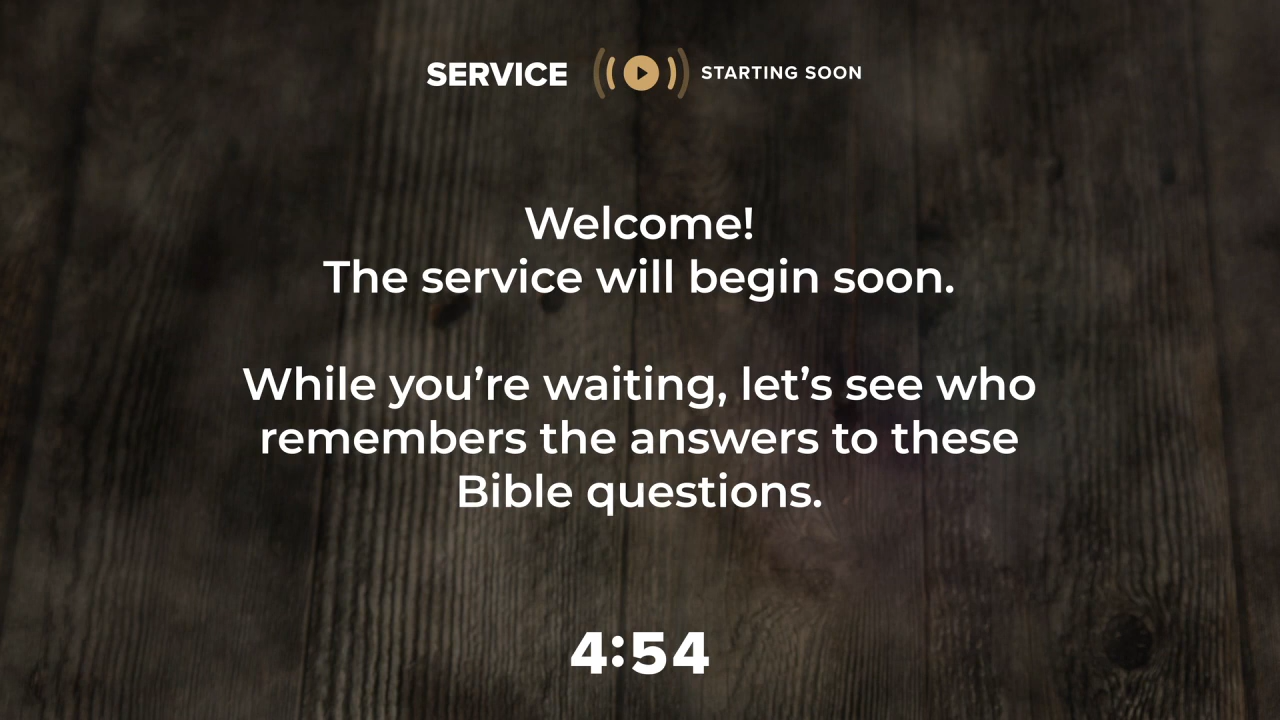 SERVICE STARTING SOON
Welcome!
The service will begin soon.
While you’re waiting, let’s see who
remembers the answers to these
Bible questions.
4:54